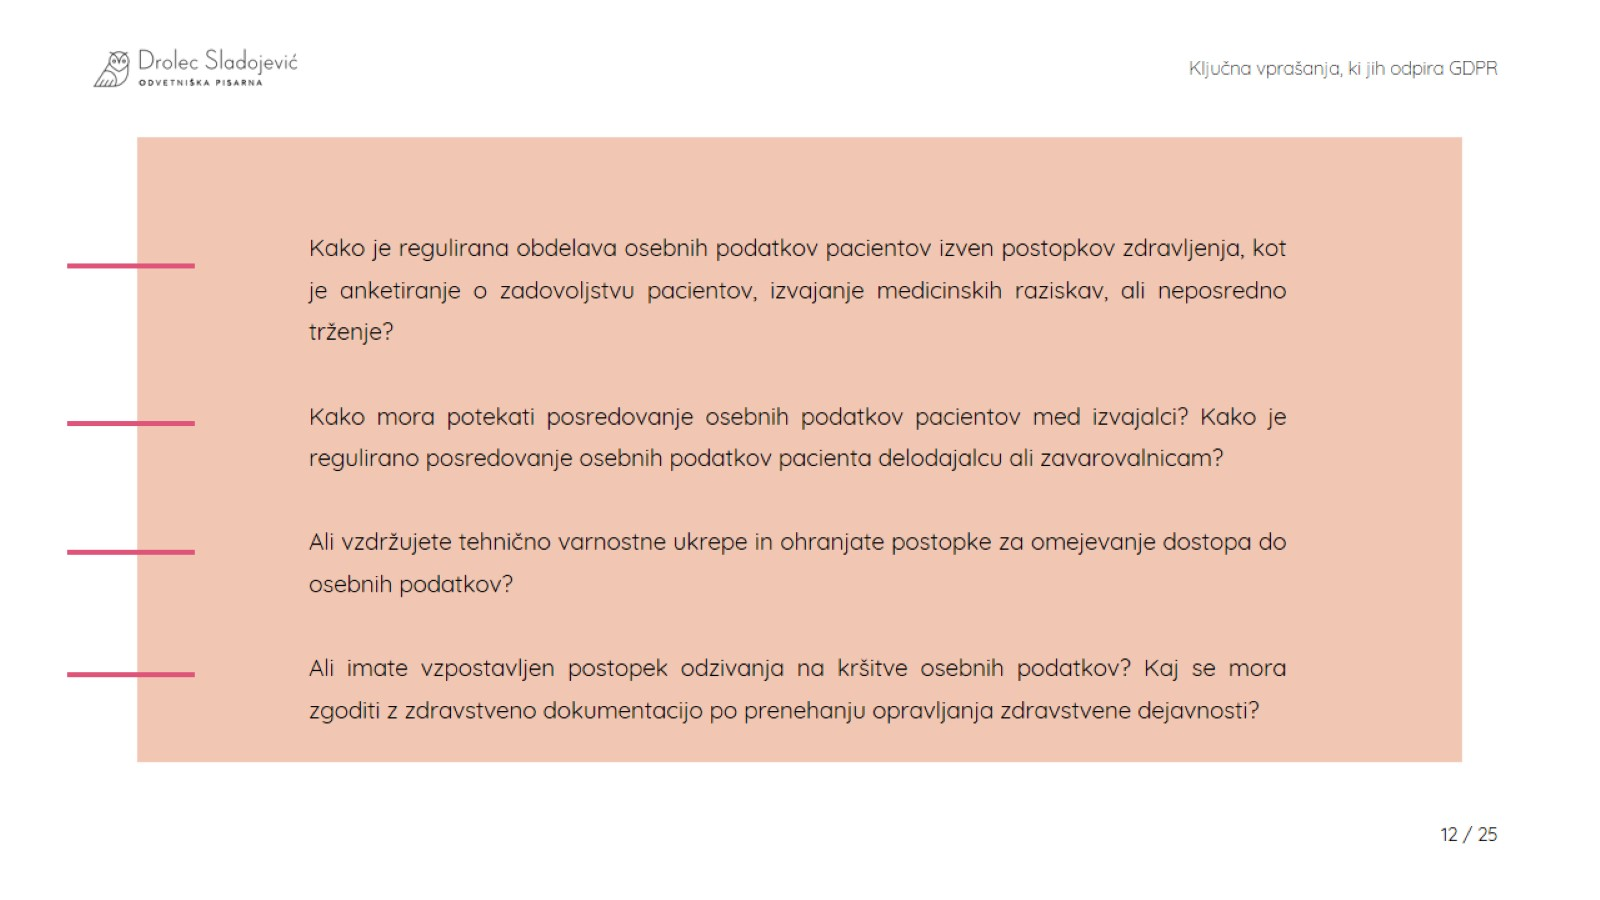 Drolec Sladojević
ODVETNIŠKA PISARNA
Ključna vprašanja, ki jih odpira GDPR
Kako je regulirana obdelava osebnih podatkov pacientov izven postopkov zdravljenja, kot
je anketiranje o zadovoljstvu pacientov, izvajanje medicinskih raziskav, ali neposredno
trženje?
Kako mora potekati posredovanje osebnih podatkov pacientov med izvajalci? Kako je
regulirano posredovanje osebnih podatkov pacienta delodajalcu ali zavarovalnicam?
Ali vzdržujete tehnično varnostne ukrepe in ohranjate postopke za omejevanje dostopa do
osebnih podatkov?
Ali imate vzpostavljen postopek odzivanja na kršitve osebnih podatkov? Kaj se mora
zgoditi z zdravstveno dokumentacijo po prenehanju opravljanja zdravstvene dejavnosti?
12 / 25